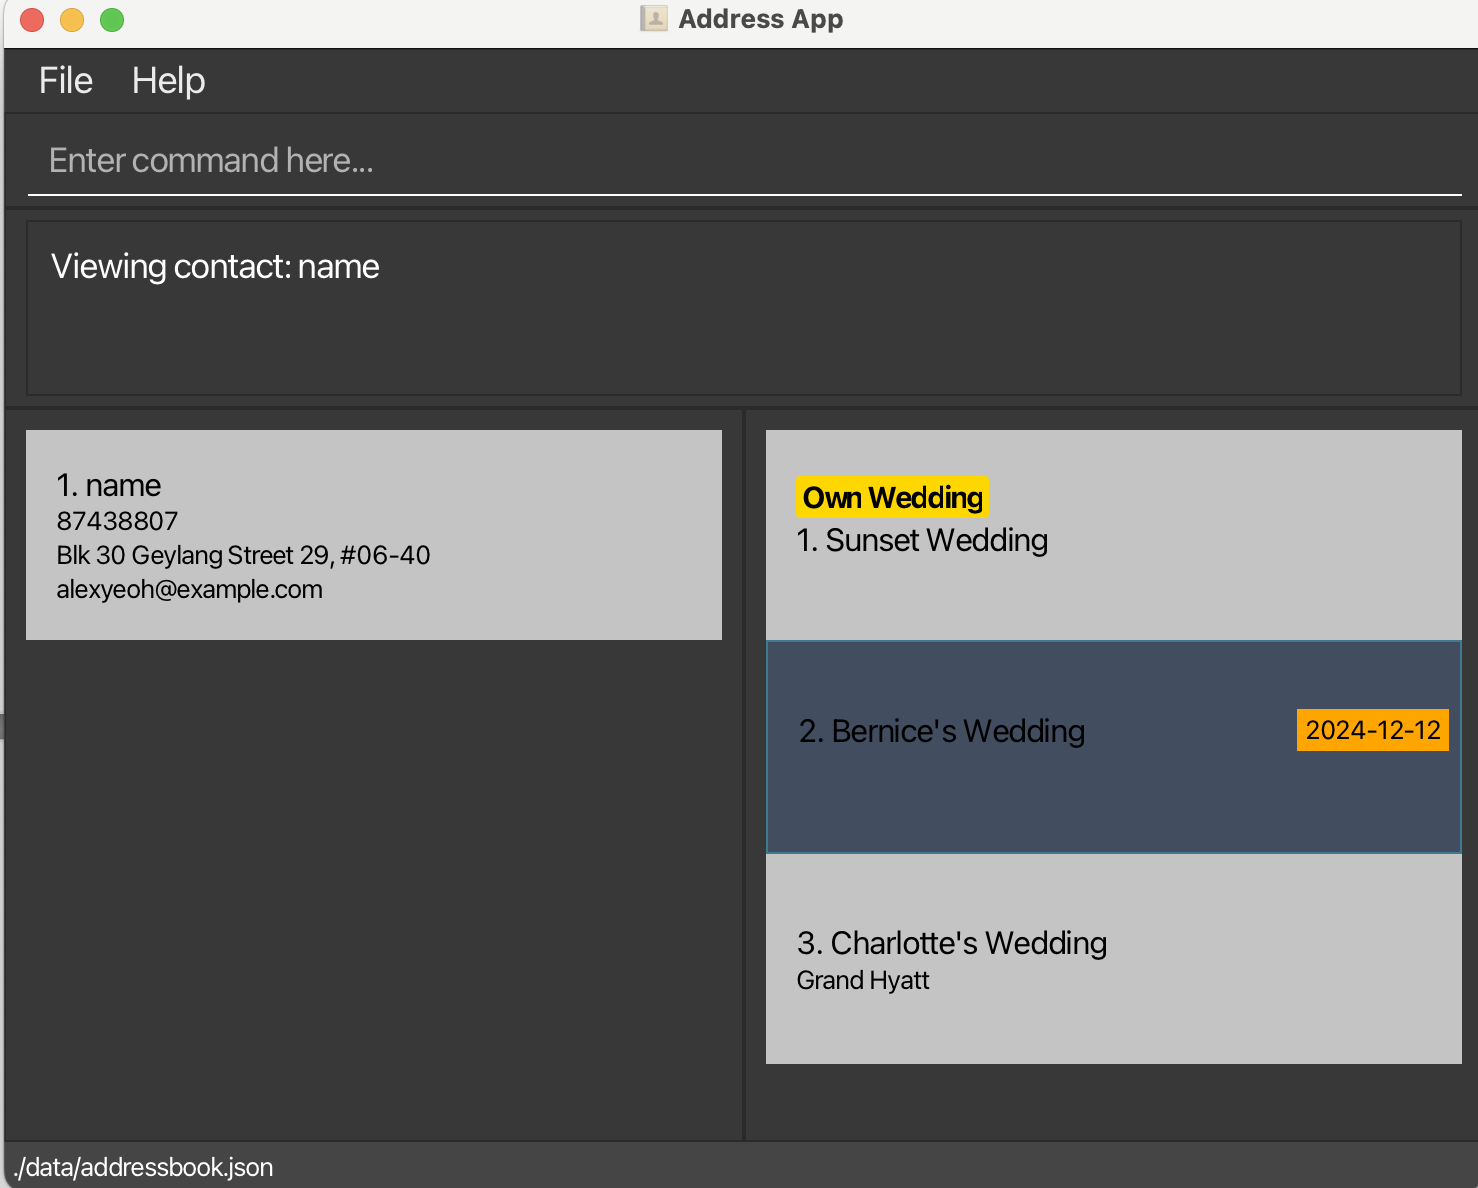 Address App
File Help
Enter command here...
Viewing contact: name
1. name
87438807
Blk 30 Geylang Street 29, #06-40
alexyeoh@example.com
Own Wedding
1. Sunset Wedding
2. Bernice's Wedding
2024-12-12
3. Charlotte's Wedding
Grand Hyatt
./data/addressbook.json